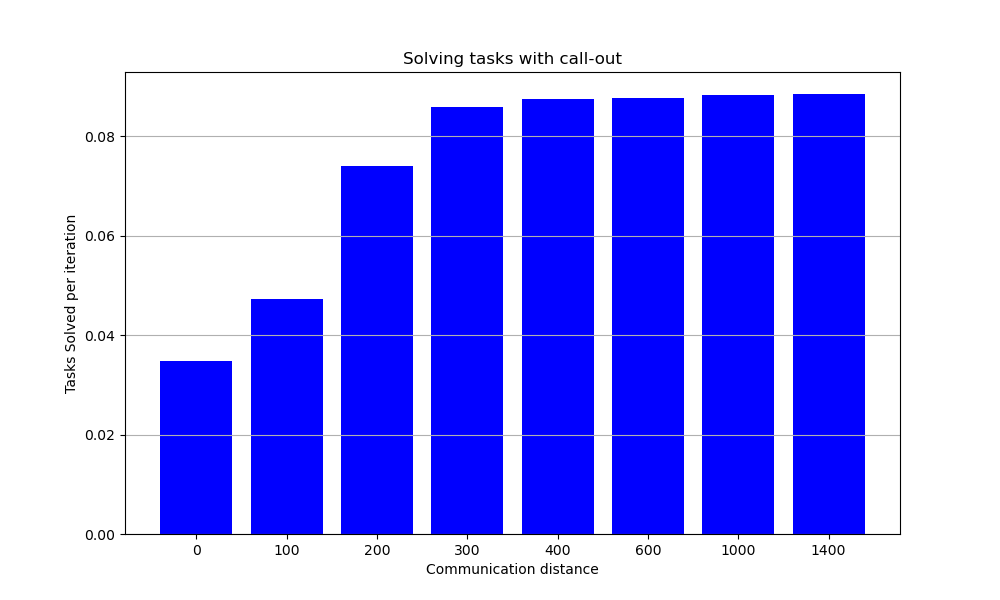 Solving tasks with call-out
Tasks Solved per iteration
0.08
0.06
0.04
0.02
0.00
0 100 200 300 400 600 1000 1400
Communication distance